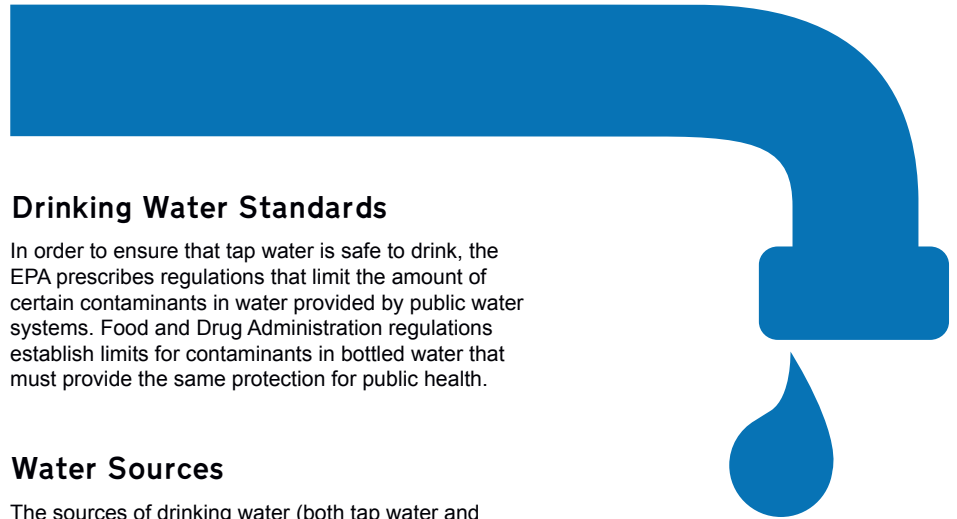 Drinking Water Standards
In order to ensure that tap water is safe to drink, the
EPA prescribes regulations that limit the amount of
certain contaminants in water provided by public water
systems. Food and Drug Administration regulations
establish limits for contaminants in bottled water that
must provide the same protection for public health.
Water Sources
The sources of drinking water (both tap water and